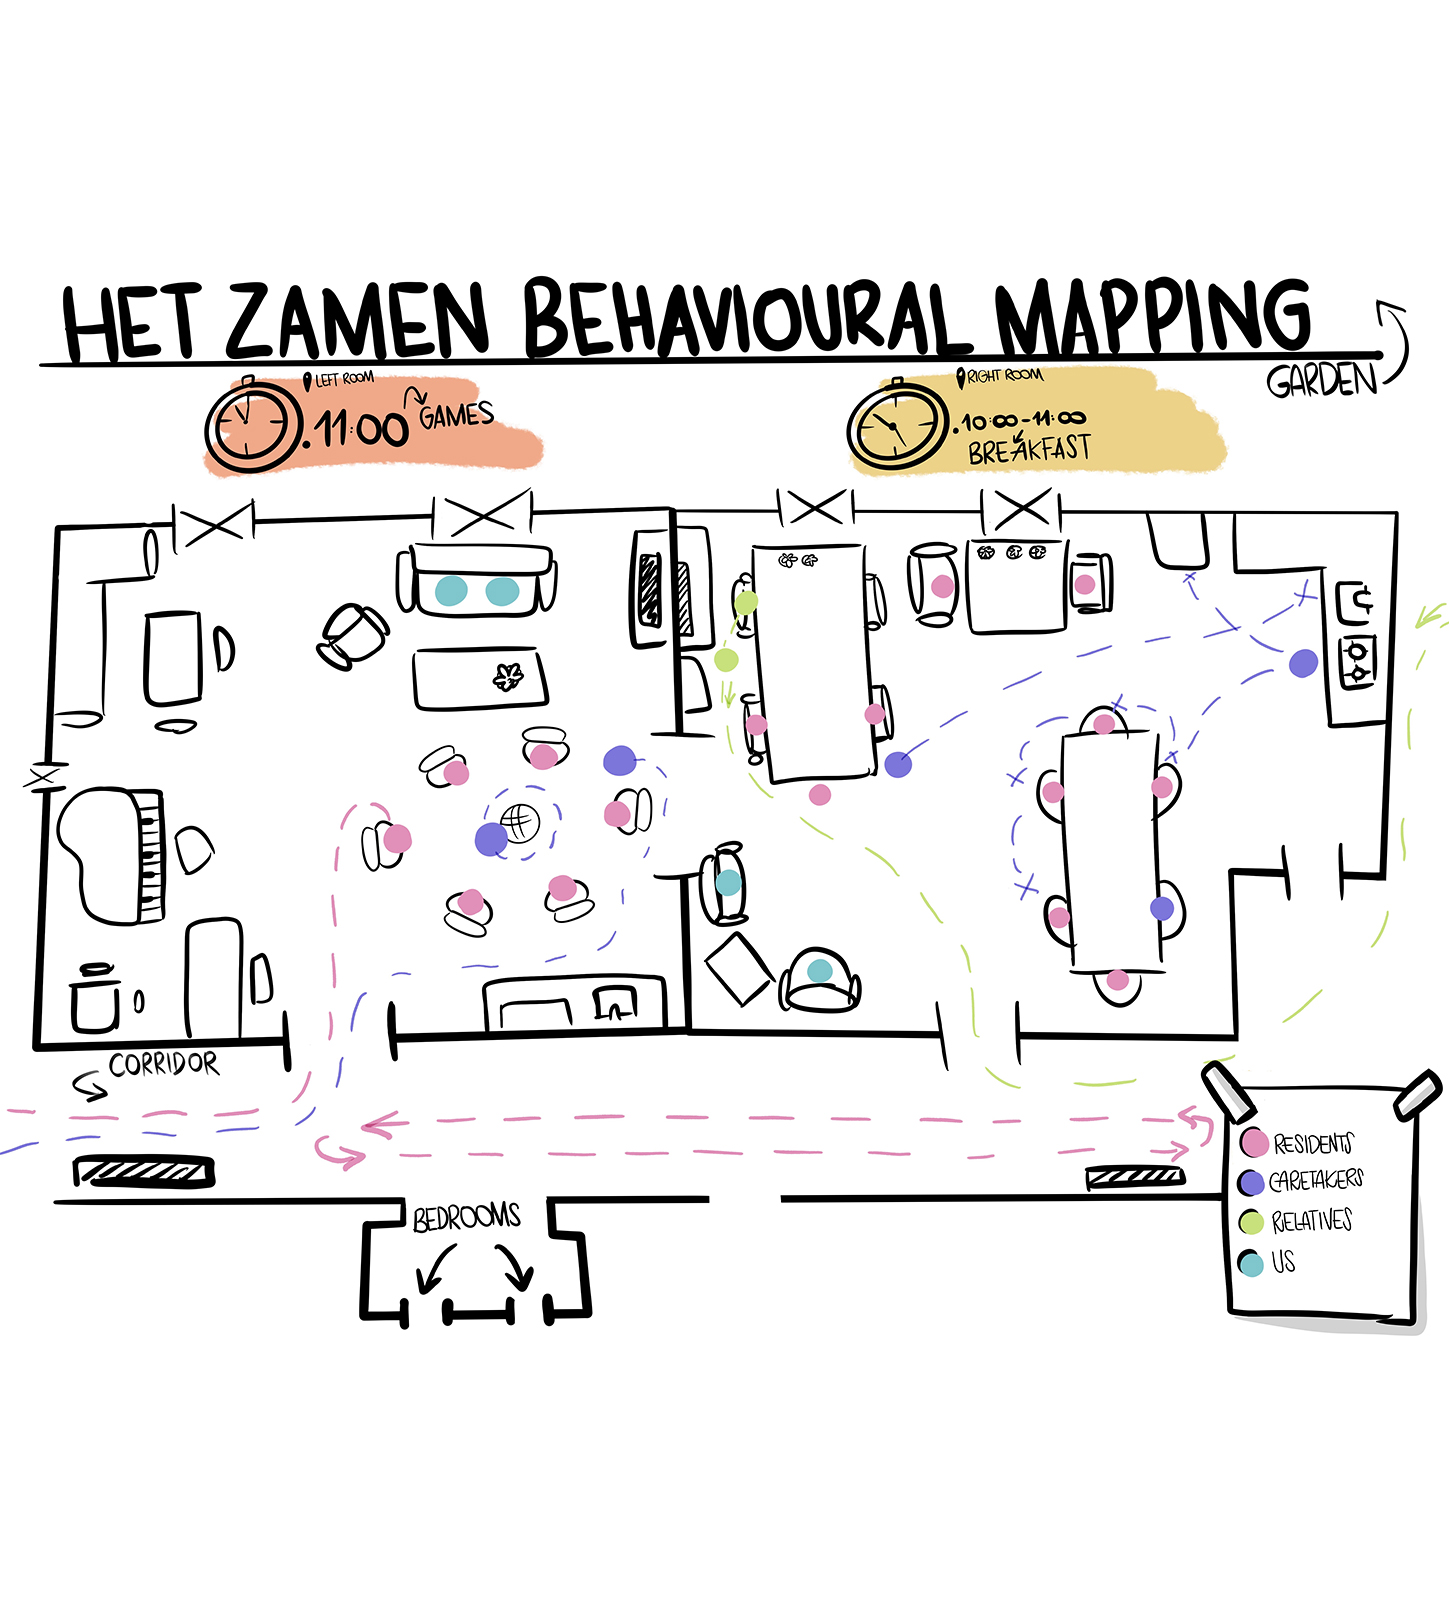 HET ZAMEN BEHAVIOURAL MAPPING
GARDEN
LEFT ROOM
.11:00
GAMES
RIGHT ROOM
.10:00-11:00
BREAKFAST
CORRIDOR
BEDROOMS
RESIDENTS
CARETAKERS
RELATIVES
US